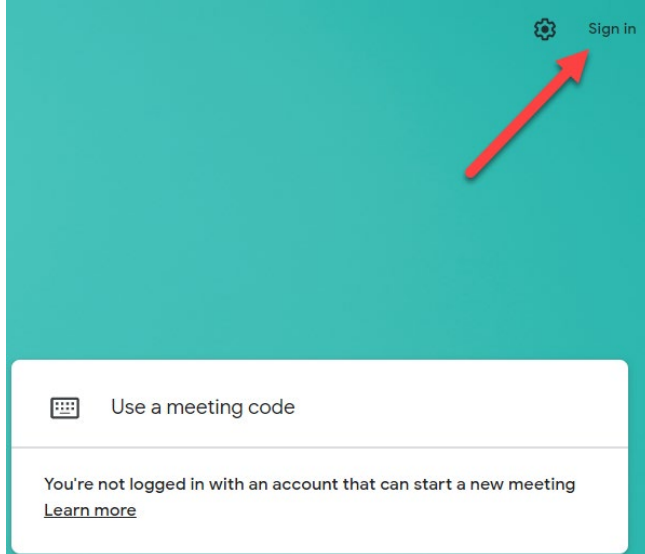 Sign in
Use a meeting code
You're not logged in with an account that can start a new meeting
Learn more